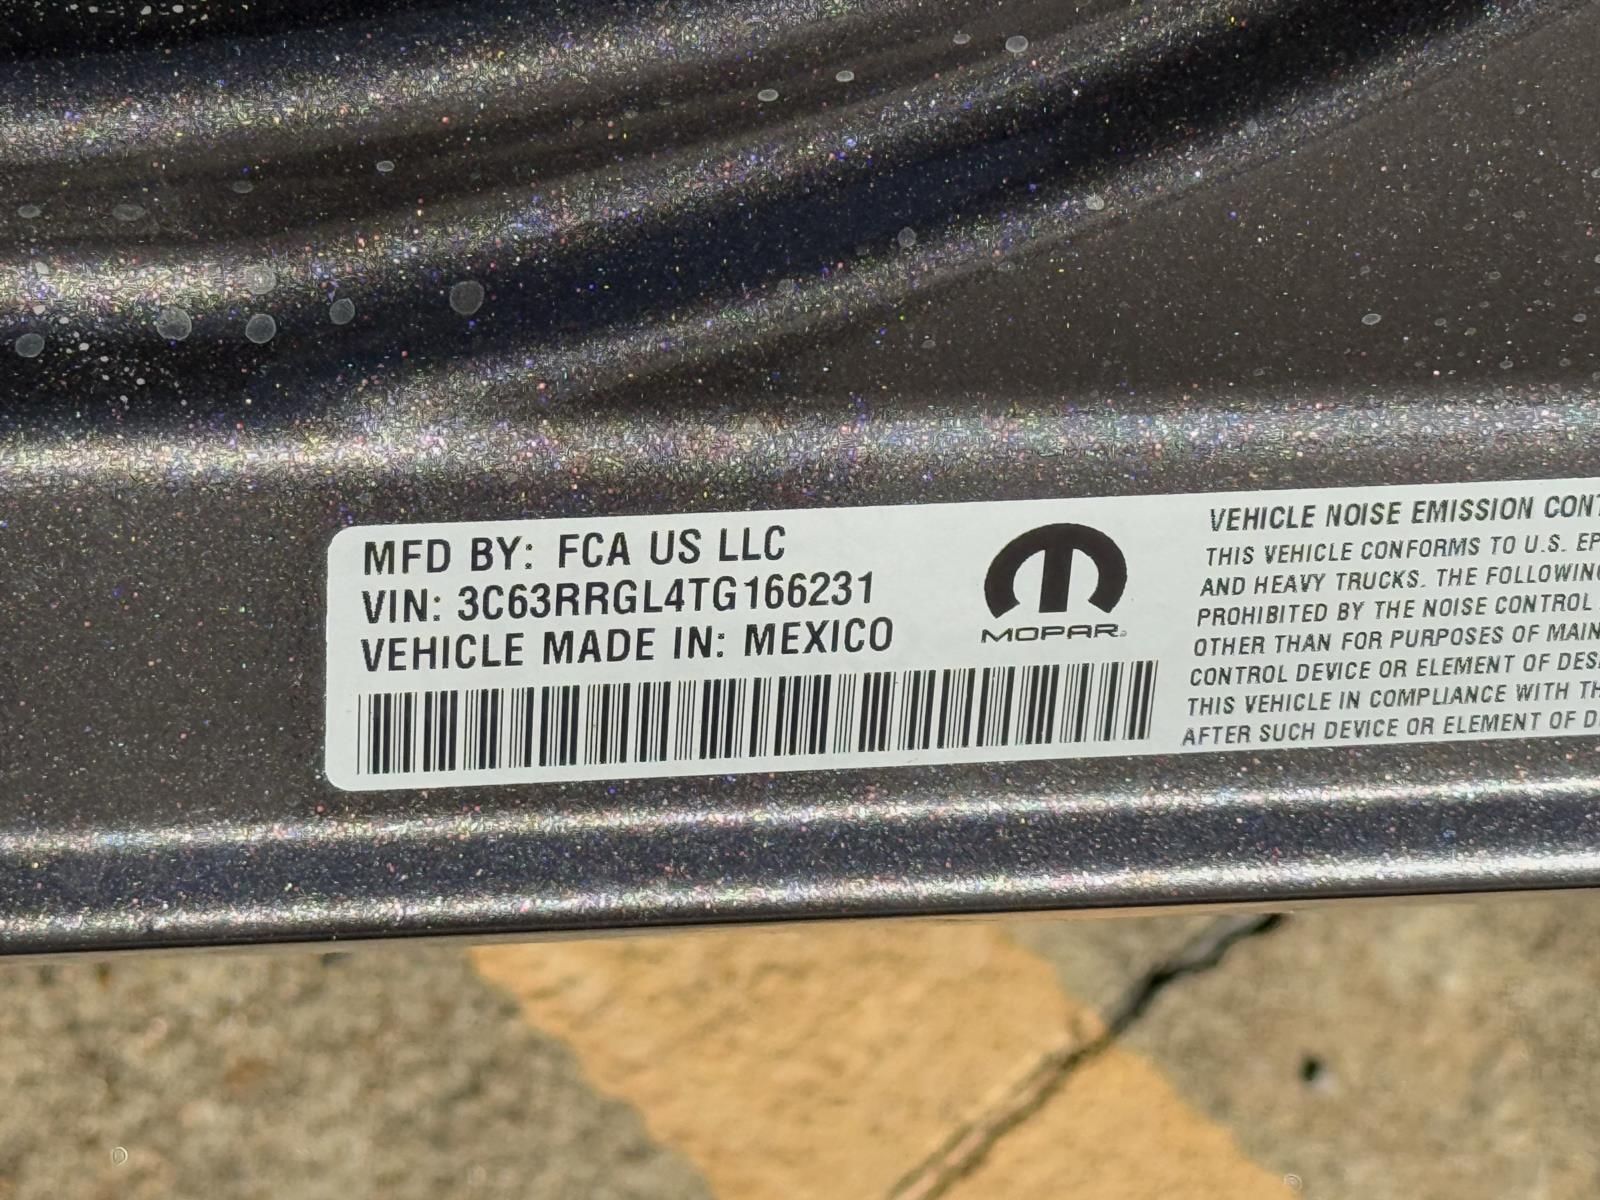 MFD BY: FCA US LLC
VIN: 3C63RRGL4TG166231
VEHICLE MADE IN: MEXICO
MOPAR
VEHICLE NOISE EMISSION
THIS VEHICLE CONFORMS TO U.S.
AND HEAVY TRUCKS. THE
PROHIBITED BY THE NOISE CONTROL
OTHER THAN FOR PURPOSES OF
CONTROL DEVICE OR ELEMENT OF
THIS VEHICLE IN COMPLIANCE WITH
AFTER SUCH DEVICE OR ELEMENT OF